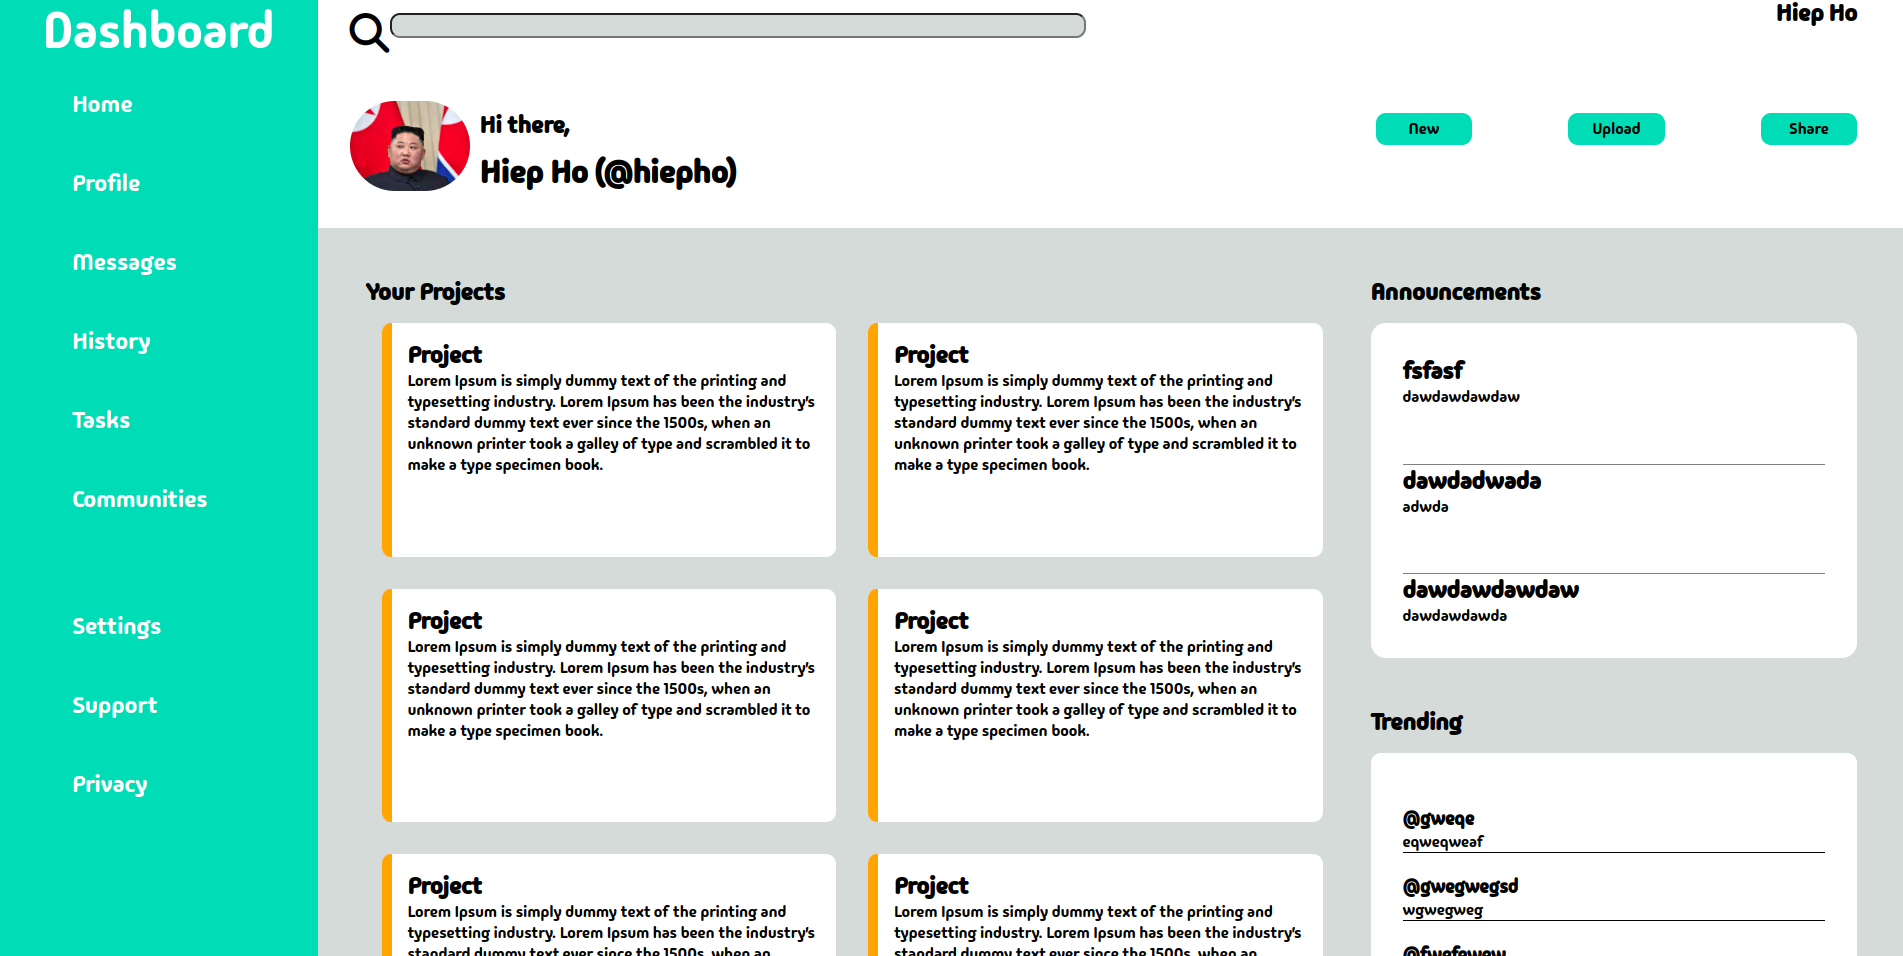 Dashboard
Home
Profile
Messages
History
Tasks
Communities
Settings
Support
Privacy
Hiep Ho
Hi there,
Hiep Ho (@hiepho)
New
Upload
Share
Your Projects
Project
Lorem Ipsum is simply dummy text of the printing and
typesetting industry. Lorem Ipsum has been the industry's
standard dummy text ever since the 1500s, when an
unknown printer took a galley of type and scrambled it to
make a type specimen book.
Project
Lorem Ipsum is simply dummy text of the printing and
typesetting industry. Lorem Ipsum has been the industry's
standard dummy text ever since the 1500s, when an
unknown printer took a galley of type and scrambled it to
make a type specimen book.
Project
Lorem Ipsum is simply dummy text of the printing and
typesetting industry. Lorem Ipsum has been the industry's
standard dummy text ever since the 1500s, when an
unknown printer took a galley of type and scrambled it to
make a type specimen book.
Project
Lorem Ipsum is simply dummy text of the printing and
typesetting industry. Lorem Ipsum has been the industry's
standard dummy text ever since the 1500s, when an
unknown printer took a galley of type and scrambled it to
make a type specimen book.
Project
Lorem Ipsum is simply dummy text of the printing and
typesetting industry. Lorem Ipsum has been the industry's
standard dummy text ever since the 1500s, when an
Project
Lorem Ipsum is simply dummy text of the printing and
typesetting industry. Lorem Ipsum has been the industry's
standard dummy text ever since the 1500s, when an
Announcements
fsfasf
dawdawdawdaw
dawdadwada
adwda
dawdawdawdaw
dawdawdawda
Trending
@gweqe
eqweqweaf
@gwegwegsd
wgwegweg